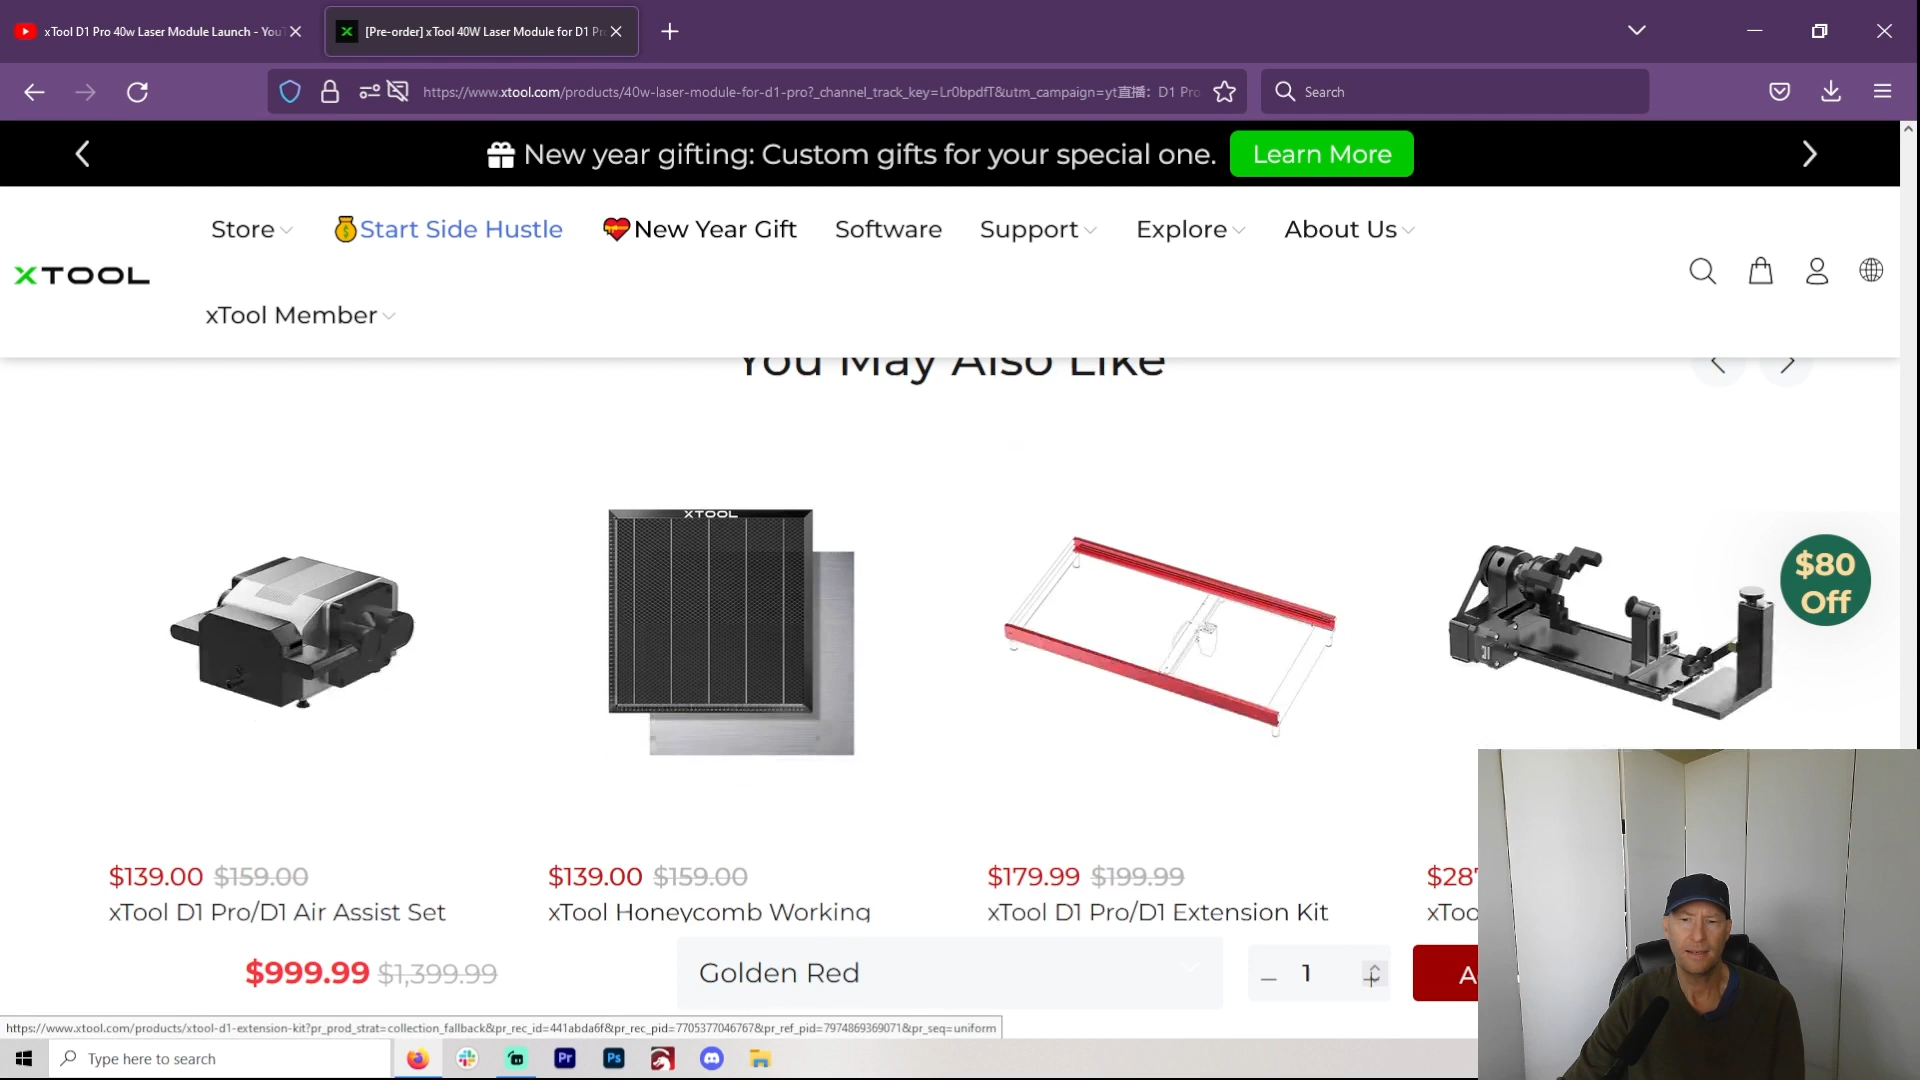 xTool D1 Pro 40w Laser Module Launch - You
[Pre-order] xTool 40W Laser Module for D1 Pr
https://www.xtool.com/products/40w-laser-module-for-d1-pro?_channel_track_key=Lr0bpdfT&utm_campaign=yt直播: D1 Pro
Search
New year gifting: Custom gifts for your special one. Learn More
Store
Start Side Hustle
New Year Gift
Software
Support
Explore
About Us
XTOOL
xTool Member
You May Also Like
XTOOL
$80
Off
$139.00 $159.00
xTool D1 Pro/D1 Air Assist Set
$139.00 $159.00
xTool Honeycomb Working
$179.99 $199.99
xTool D1 Pro/D1 Extension Kit
$287
xToo
$999.99 $1,399.99
Golden Red
1
A
https://www.xtool.com/products/xtool-d1-extension-kit?pr_prod_strat=collection_fallback&pr_rec_id=441abda6f&pr_rec_pid=7705377046767&pr_ref_pid=7974869369071&pr_seq=uniform
Type here to search
Pr
Ps